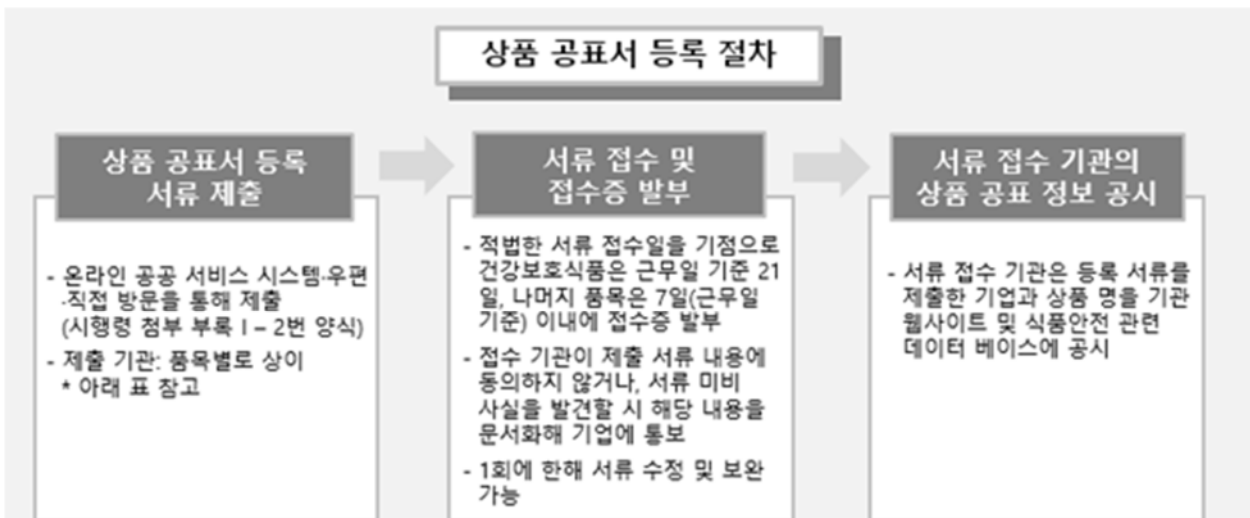 상품 공표서 등록 절차
상품 공표서 등록
서류 제출
- 온라인 공공 서비스 시스템·우편
·직접 방문을 통해 제출
(시행령 첨부 부록 I – 2번 양식)
- 제출 기관: 품목별로 상이
* 아래 표 참고
서류 접수 및
접수증 발부
- 적법한 서류 접수일을 기점으로
건강보호식품은 근무일 기준 21
일, 나머지 품목은 7일(근무일
기준) 이내에 접수증 발부
- 접수 기관이 제출 서류 내용에
동의하지 않거나, 서류 미비
사실을 발견할 시 해당 내용을
문서화해 기업에 통보
- 1회에 한해 서류 수정 및 보완
가능
서류 접수 기관의
상품 공표 정보 공시
- 서류 접수 기관은 등록 서류를
제출한 기업과 상품 명을 기관
웹사이트 및 식품안전 관련
데이터 베이스에 공시